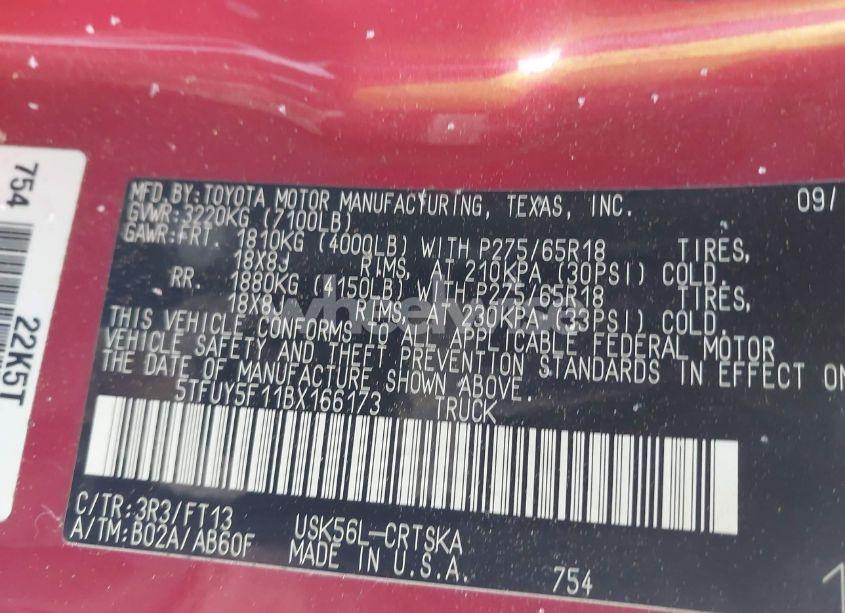 MFD.BY:TOYOTA MOTOR MANUFACTURING, TEXAS, INC. 09/
GVWR:3220KG (7100LB)
GAWR:FRT. 1810KG (4000LB) WITH P275/65R18 TIRES,
18X8J RIMS, AT 210KPA (30PSI) COLD.
RR. 1880KG (4150LB) WITH P275/65R18 TIRES,
18X8J RIMS, AT 230KPA (33PSI) COLD.
THIS VEHICLE CONFORMS TO ALL APPLICABLE FEDERAL MOTOR
VEHICLE SAFETY AND THEFT PREVENTION STANDARDS IN EFFECT ON
THE DATE OF MANUFACTURE SHOWN ABOVE.
5TFUY5F11BX166173 TRUCK
C/TR:3R3/FT13 USK56L-CRTSKA
A/TM:B02A/AB60F MADE IN U.S.A. 754
754
22K5T